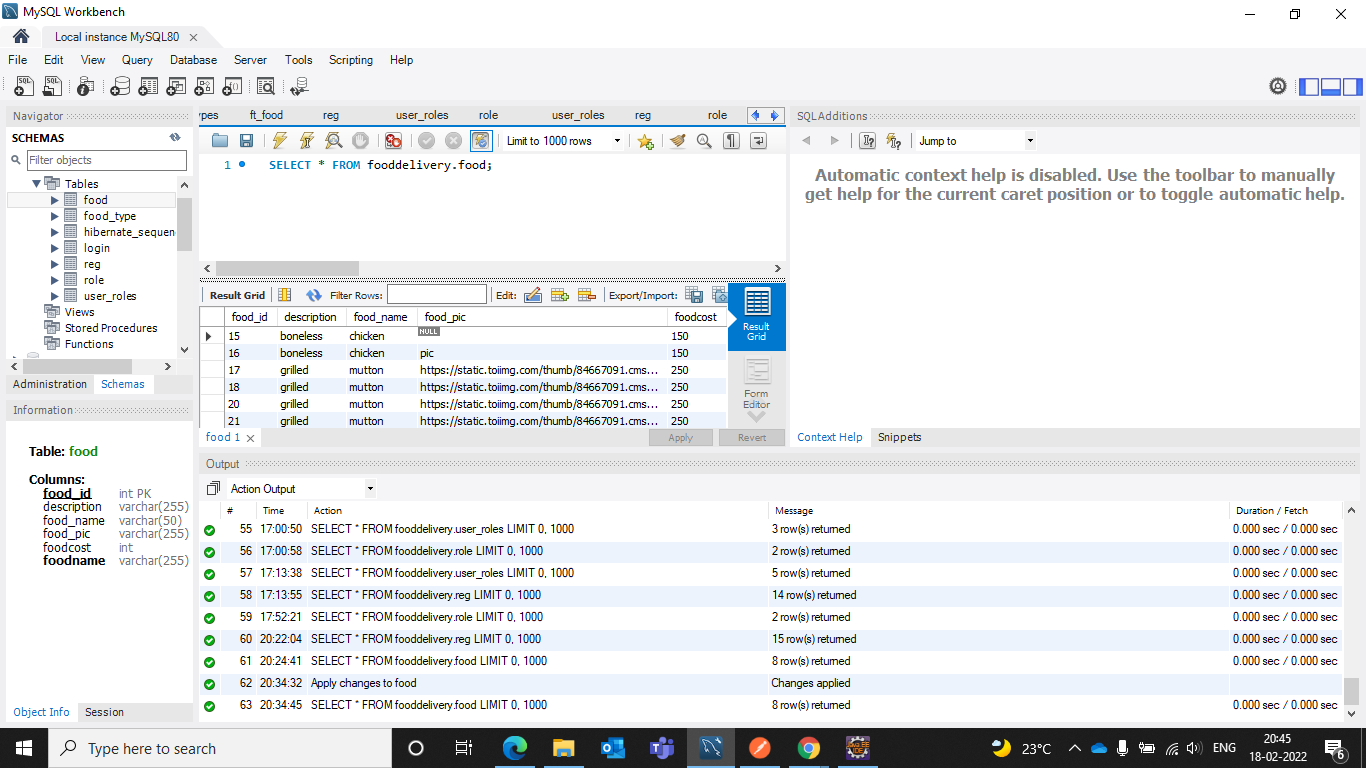 MySQL Workbench
Local instance MySQL80
File Edit View Query Database Server Tools Scripting Help
Navigator
SCHEMAS
Filter objects
Tables
food
food_type
hibernate_sequen
login
reg
role
user_roles
Views
Stored Procedures
Functions
Administration Schemas
Information
Table: food
Columns:
food_id int PK
description varchar(255)
food_name varchar(50)
food_pic varchar(255)
foodcost int
foodname varchar(255)
Object Info Session
ypes ft_food reg user_roles role user_roles reg role
Limit to 1000 rows
1 SELECT * FROM fooddelivery.food;
Result Grid Filter Rows: Edit: Export/Import:
food_id description food_name food_pic foodcost
15 boneless chicken NULL 150
16 boneless chicken pic 150
17 grilled mutton https://static.toiimg.com/thumb/84667091.cms... 250
18 grilled mutton https://static.toiimg.com/thumb/84667091.cms... 250
20 grilled mutton https://static.toiimg.com/thumb/84667091.cms... 250
21 grilled mutton https://static.toiimg.com/thumb/84667091.cms... 250
Result
Grid
Form
Editor
food 1
Apply Revert
SQLAdditions
Jump to
Automatic context help is disabled. Use the toolbar to manually
get help for the current caret position or to toggle automatic help.
Context Help Snippets
Output
Action Output
# Time Action Message Duration / Fetch
55 17:00:50 SELECT * FROM fooddelivery.user_roles LIMIT 0, 1000 3 row(s) returned 0.000 sec / 0.000 sec
56 17:00:58 SELECT * FROM fooddelivery.role LIMIT 0, 1000 2 row(s) returned 0.000 sec / 0.000 sec
57 17:13:38 SELECT * FROM fooddelivery.user_roles LIMIT 0, 1000 5 row(s) returned 0.000 sec / 0.000 sec
58 17:13:55 SELECT * FROM fooddelivery.reg LIMIT 0, 1000 14 row(s) returned 0.000 sec / 0.000 sec
59 17:52:21 SELECT * FROM fooddelivery.role LIMIT 0, 1000 2 row(s) returned 0.000 sec / 0.000 sec
60 20:22:04 SELECT * FROM fooddelivery.reg LIMIT 0, 1000 15 row(s) returned 0.000 sec / 0.000 sec
61 20:24:41 SELECT * FROM fooddelivery.food LIMIT 0, 1000 8 row(s) returned 0.000 sec / 0.000 sec
62 20:34:32 Apply changes to food Changes applied
63 20:34:45 SELECT * FROM fooddelivery.food LIMIT 0, 1000 8 row(s) returned 0.000 sec / 0.000 sec
Type here to search
23°C
ENG
20:45
18-02-2022
6